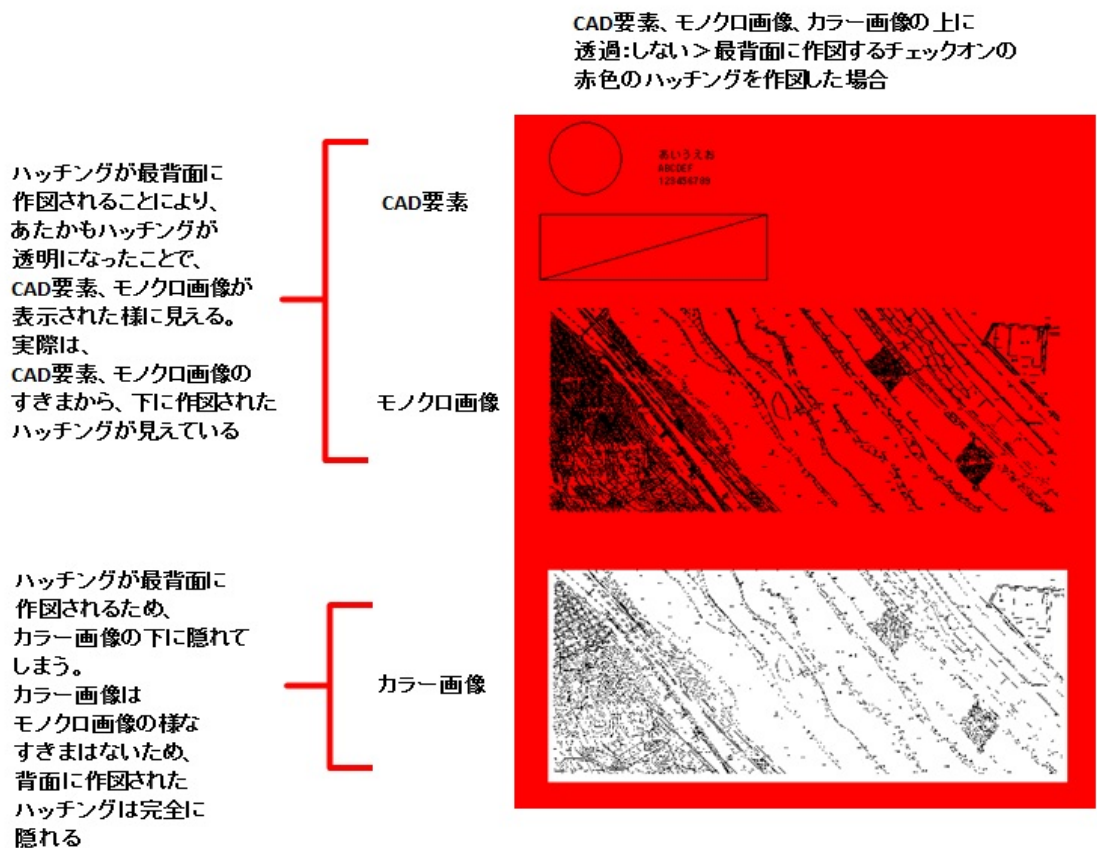 CAD要素、モノクロ画像、カラー画像の上に
透過:しない＞最背面に作図するチェックオンの
赤色のハッチングを作図した場合
ハッチングが最背面に
作図されることにより、
あたかもハッチングが
透明になったことで、
CAD要素、モノクロ画像が
表示された様に見える。
実際は、
CAD要素、モノクロ画像の
すきまから、下に作図された
ハッチングが見えている
CAD要素
モノクロ画像
あいうえお
ABCDEF
123456789
ハッチングが最背面に
作図されるため、
カラー画像の下に隠れて
しまう。
カラー画像は
モノクロ画像の様な
すきまはないため、
背面に作図された
ハッチングは完全に
隠れる
カラー画像